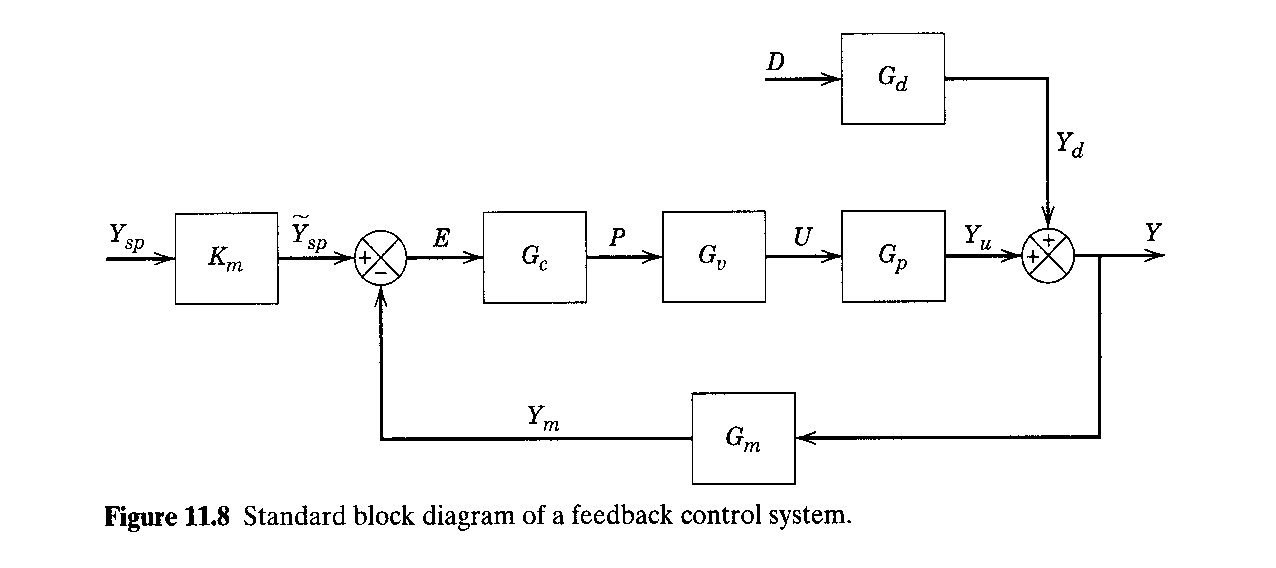 D
G_d
Y_d
Y_sp
K_m
Ỹ_sp
+
−
E
G_c
P
G_v
U
G_p
Y_u
+
+
Y
Y_m
G_m
Figure 11.8 Standard block diagram of a feedback control system.